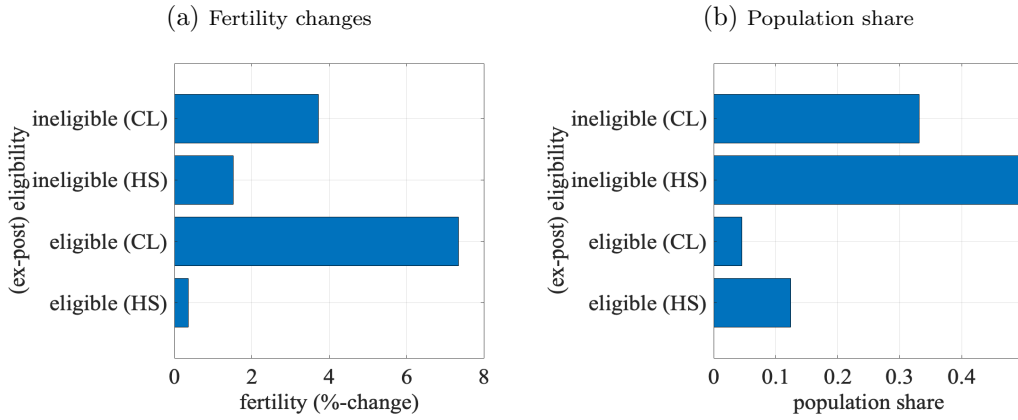 (a) Fertility changes
(ex-post) eligibility
ineligible (CL)
ineligible (HS)
eligible (CL)
eligible (HS)
0 2 4 6 8
fertility (%-change)
(b) Population share
(ex-post) eligibility
ineligible (CL)
ineligible (HS)
eligible (CL)
eligible (HS)
0 0.1 0.2 0.3 0.4
population share